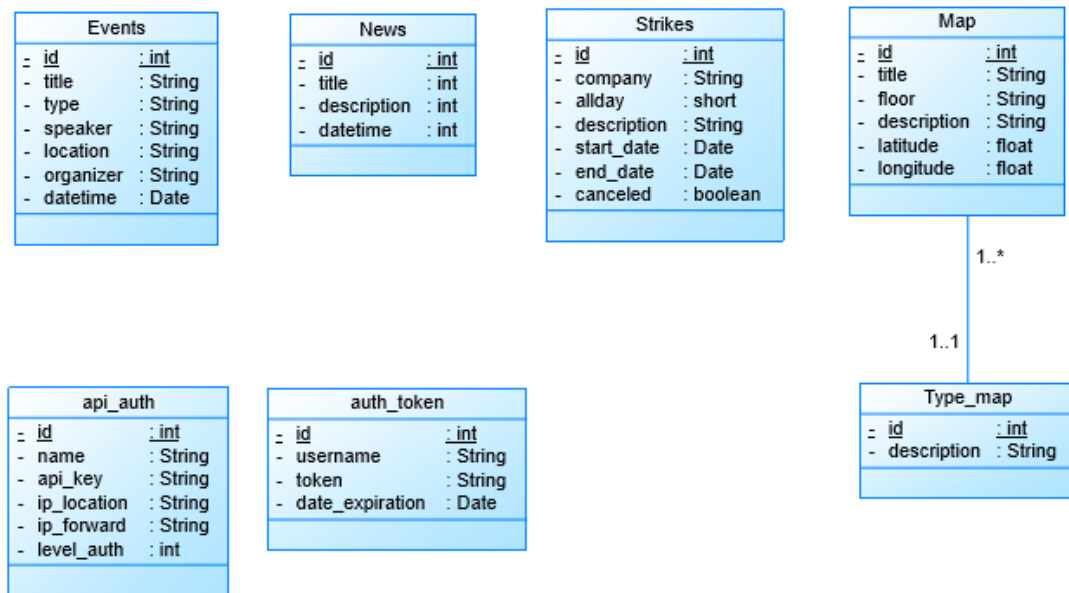 Events
- id : int
- title : String
- type : String
- speaker : String
- location : String
- organizer : String
- datetime : Date
News
- id : int
- title : int
- description : int
- datetime : int
Strikes
- id : int
- company : String
- allday : short
- description : String
- start_date : Date
- end_date : Date
- canceled : boolean
Map
- id : int
- title : String
- floor : String
- description : String
- latitude : float
- longitude : float
1..*
1..1
api_auth
- id : int
- name : String
- api_key : String
- ip_location : String
- ip_forward : String
- level_auth : int
auth_token
- id : int
- username : String
- token : String
- date_expiration : Date
Type_map
- id : int
- description : String